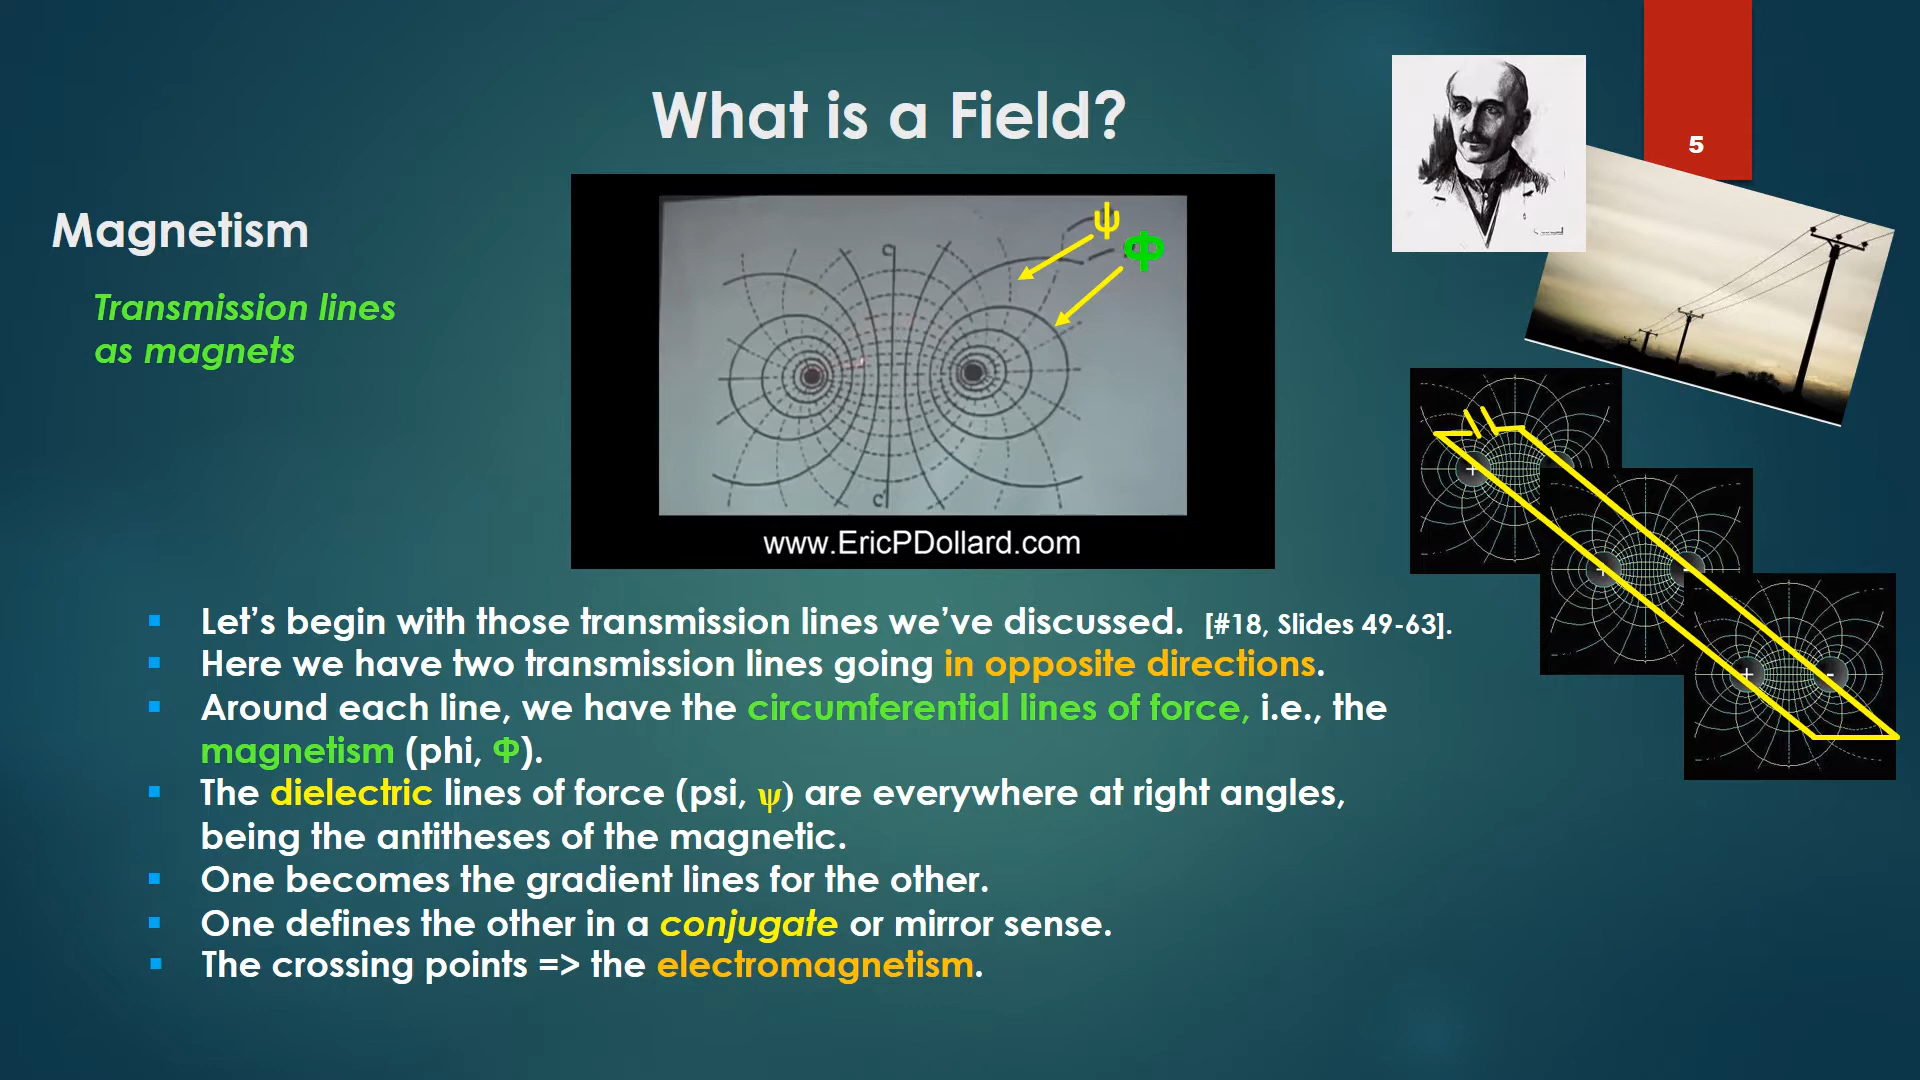 What is a Field?
5
Magnetism
Transmission lines
as magnets
ψ
Φ
C
C'
www.EricPDollard.com
+
+
-
+
-
▪ Let's begin with those transmission lines we've discussed. [#18, Slides 49-63].
▪ Here we have two transmission lines going in opposite directions.
▪ Around each line, we have the circumferential lines of force, i.e., the
magnetism (phi, Φ).
▪ The dielectric lines of force (psi, ψ) are everywhere at right angles,
being the antitheses of the magnetic.
▪ One becomes the gradient lines for the other.
▪ One defines the other in a conjugate or mirror sense.
▪ The crossing points => the electromagnetism.